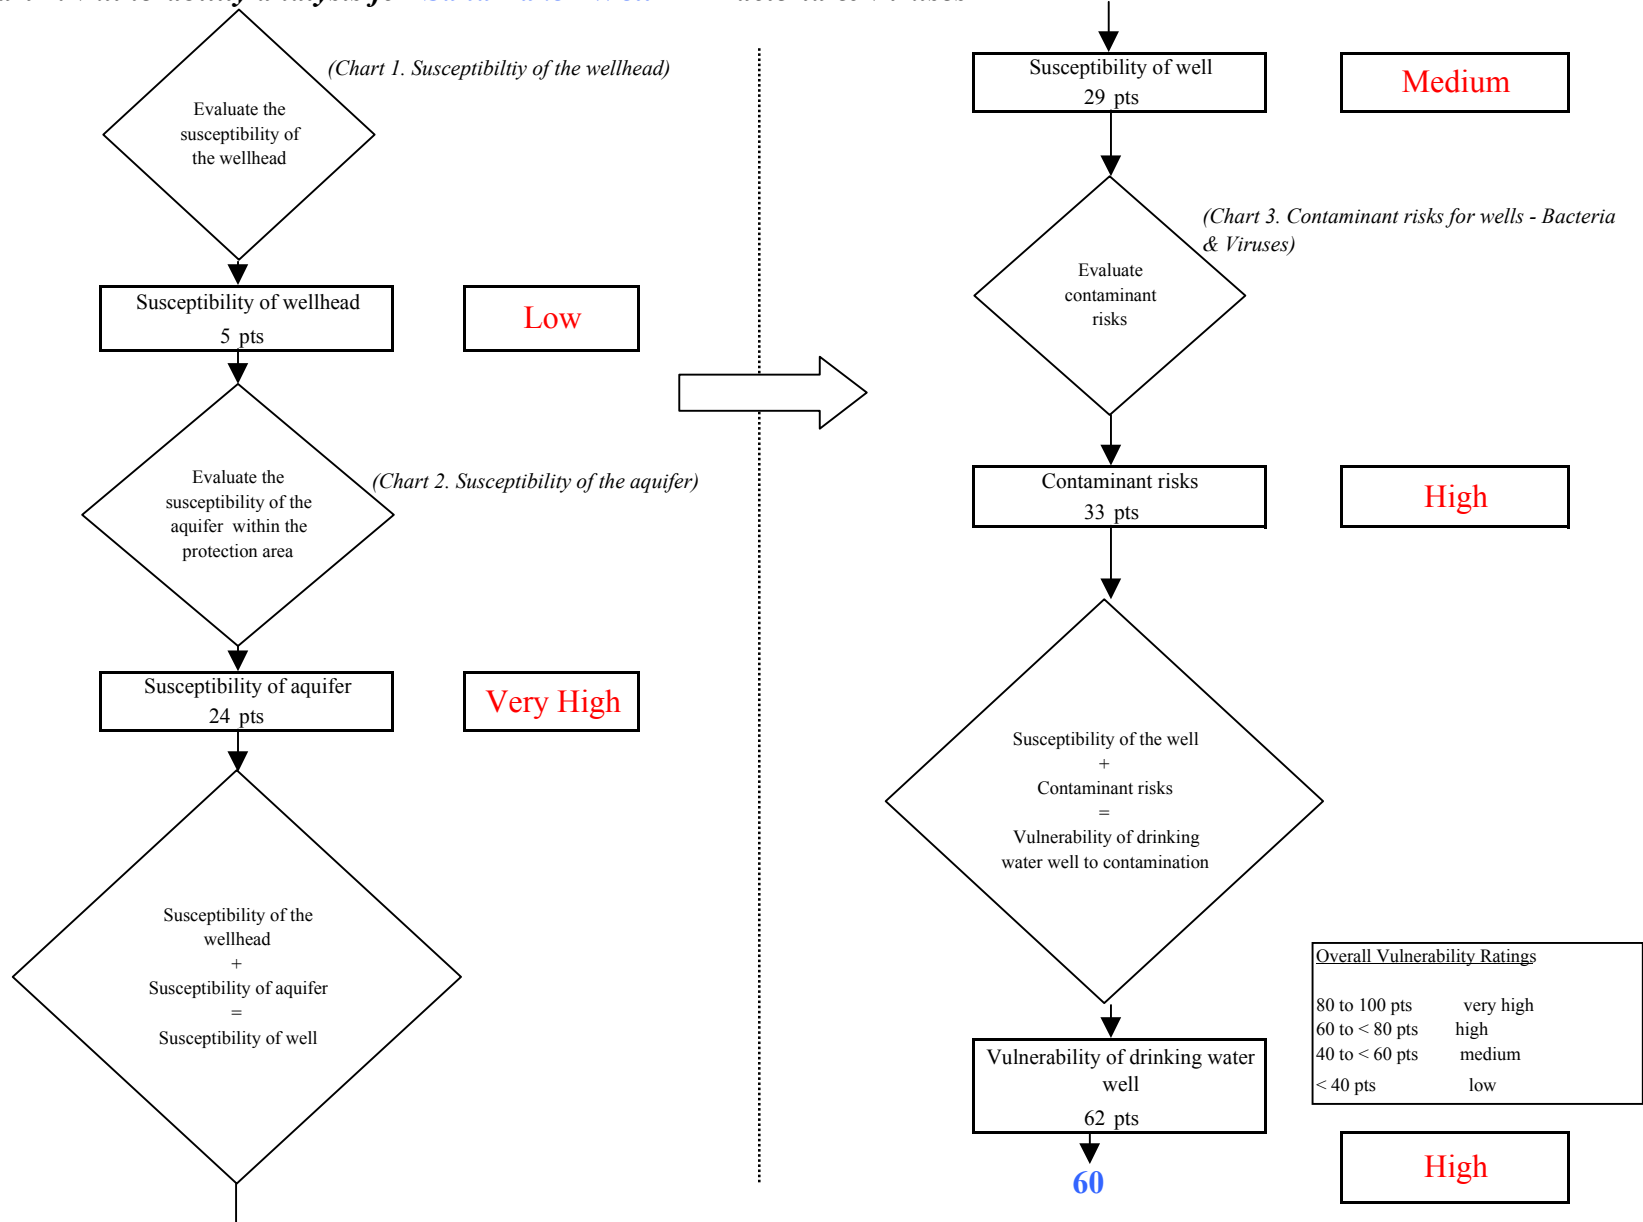 (Chart 1. Susceptibiltiy of the wellhead)
Evaluate the
susceptibility of
the wellhead
Susceptibility of wellhead
5 pts
Low
Evaluate the
susceptibility of the
aquifer within the
protection area
(Chart 2. Susceptibility of the aquifer)
Susceptibility of aquifer
24 pts
Very High
Susceptibility of the
wellhead
+
Susceptibility of aquifer
=
Susceptibility of well
Susceptibility of well
29 pts
Medium
(Chart 3. Contaminant risks for wells - Bacteria
& Viruses)
Evaluate
contaminant
risks
Contaminant risks
33 pts
High
Susceptibility of the well
+
Contaminant risks
=
Vulnerability of drinking
water well to contamination
Overall Vulnerability Ratings
80 to 100 pts very high
60 to < 80 pts high
40 to < 60 pts medium
< 40 pts low
Vulnerability of drinking water
well
62 pts
60
High